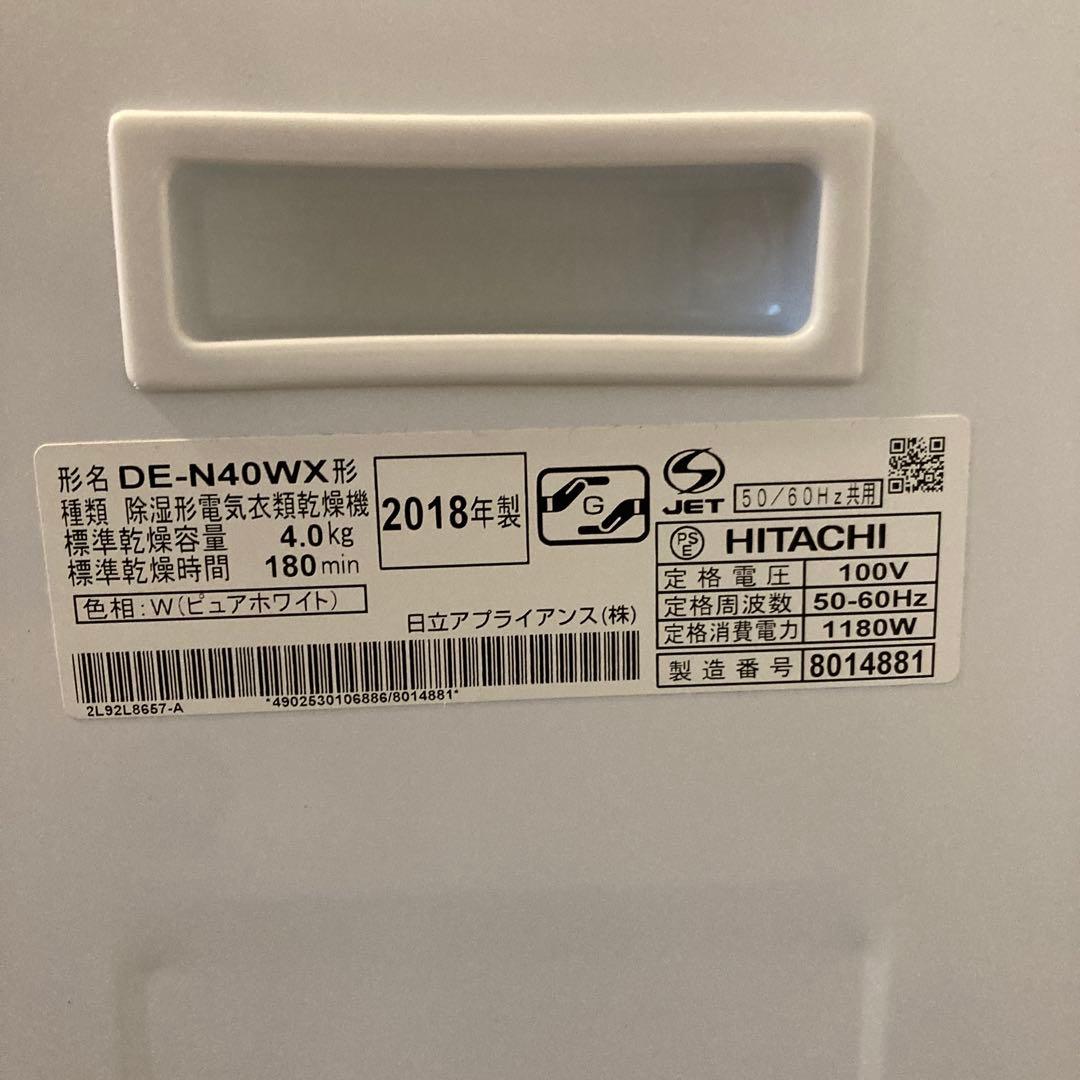 形名 DE-N40WX形
種類 除湿形電気衣類乾燥機
標準乾燥容量 4.0kg
標準乾燥時間 180min
色相:W(ピュアホワイト)
2018年製
G
JET
50/60Hz共用
PSE HITACHI
定格電圧 100V
定格周波数 50-60Hz
定格消費電力 1180W
製造番号 8014881
日立アプライアンス(株)
*4902530106886/8014881*
2L92L8657-A